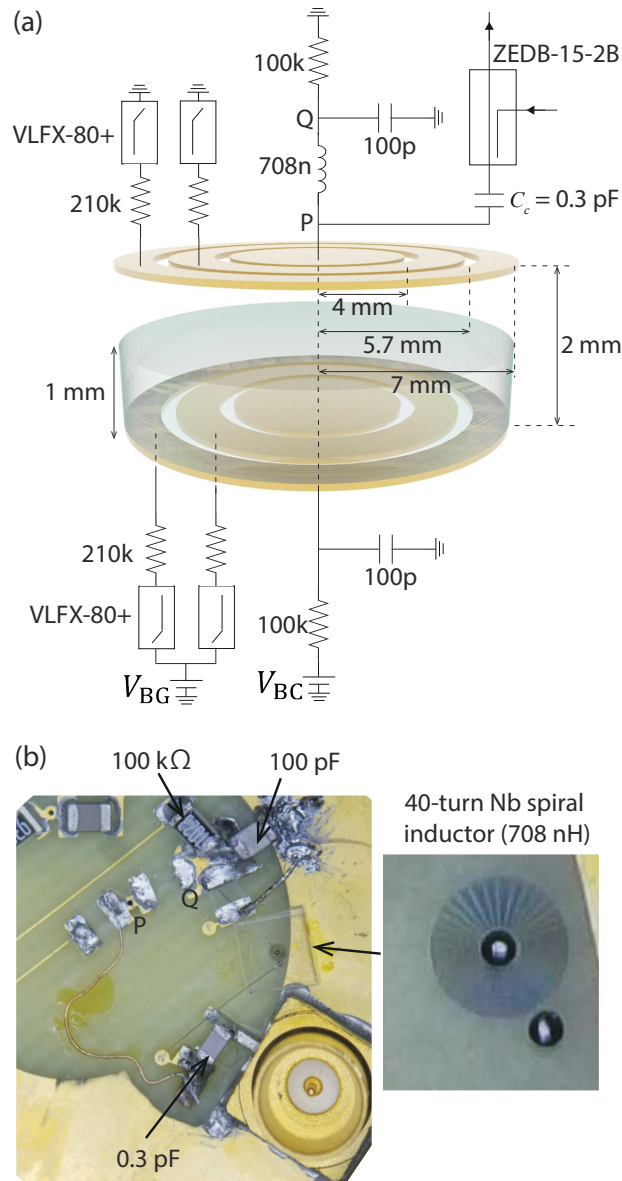 (a)
100k
ZEDB-15-2B
VLFX-80+
Q
100p
708n
210k
P
C_c = 0.3 pF
4 mm
5.7 mm
2 mm
7 mm
1 mm
210k
100p
VLFX-80+
100k
V_BG
V_BC
(b)
100 kΩ
100 pF
40-turn Nb spiral
inductor (708 nH)
Q
P
0.3 pF